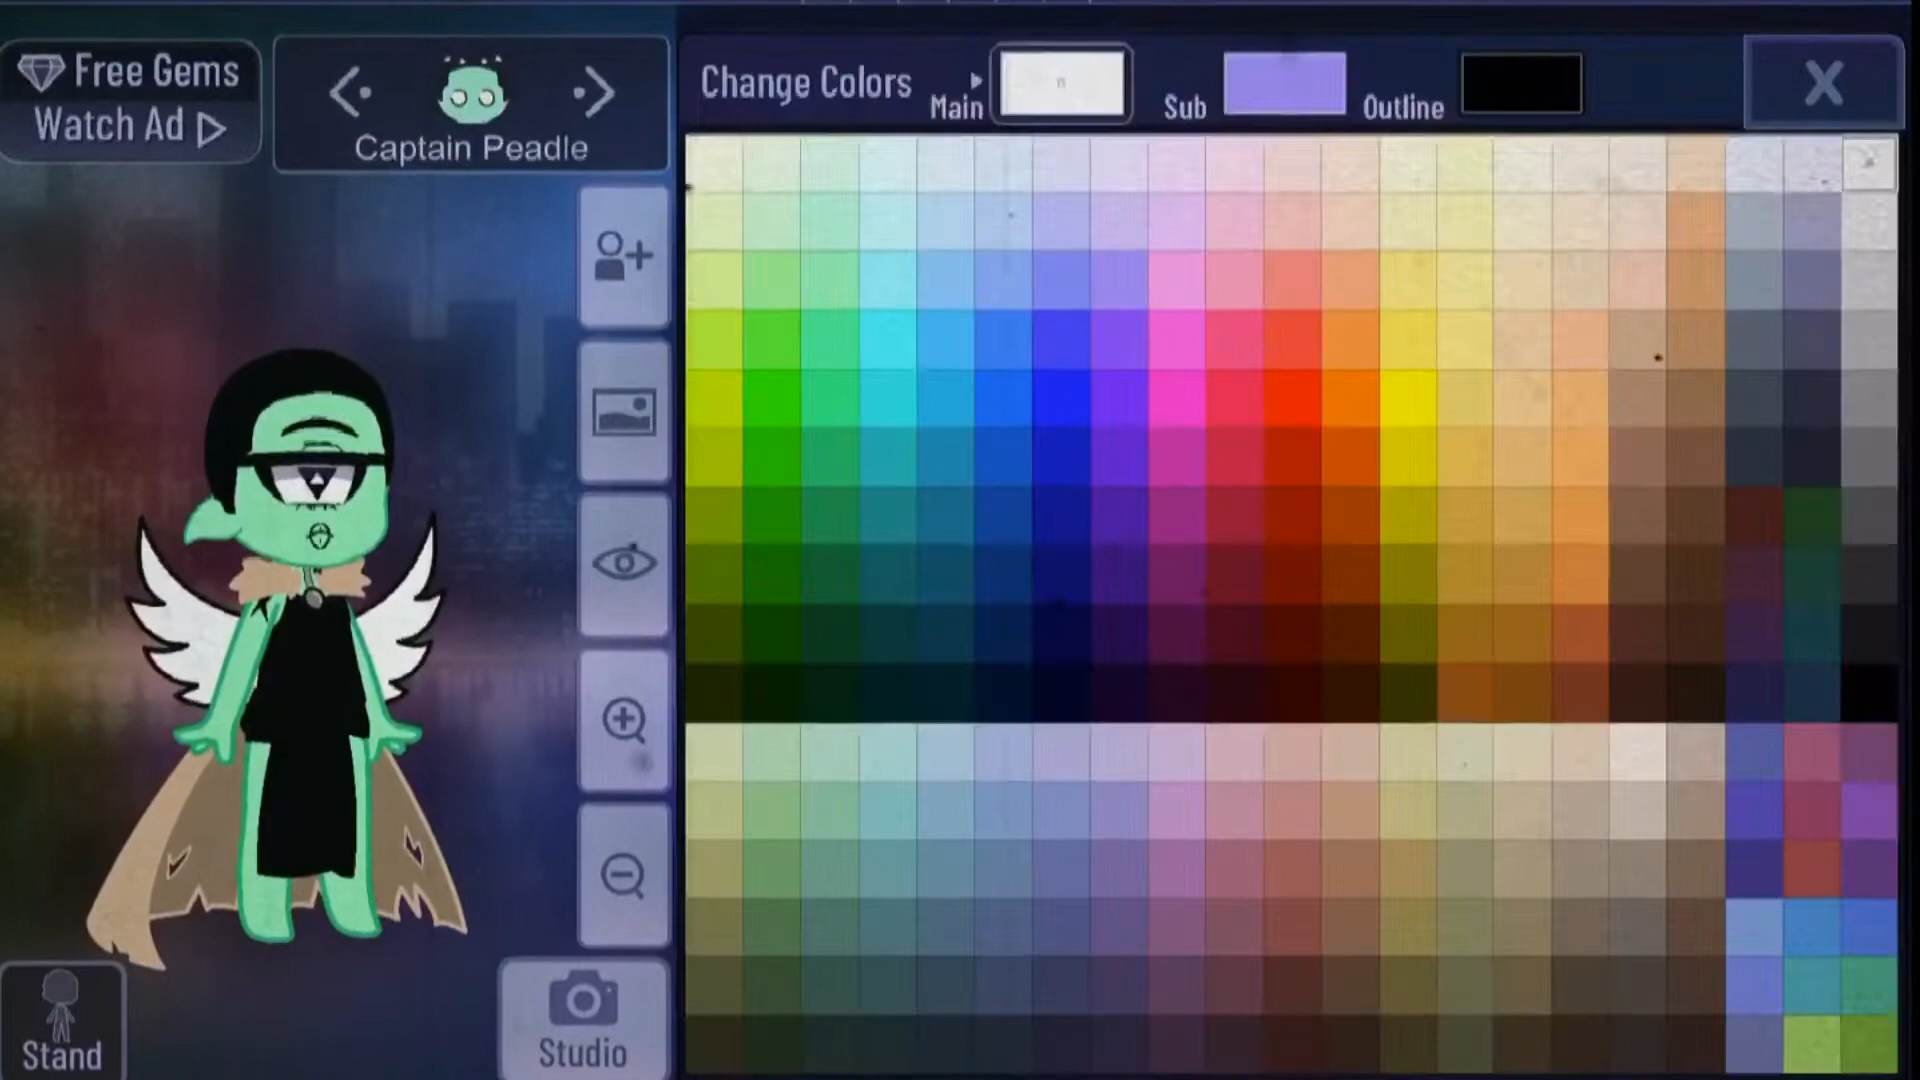 Free Gems
Watch Ad
Captain Peadle
Change Colors
Main
Sub
Outline
X
Stand
Studio